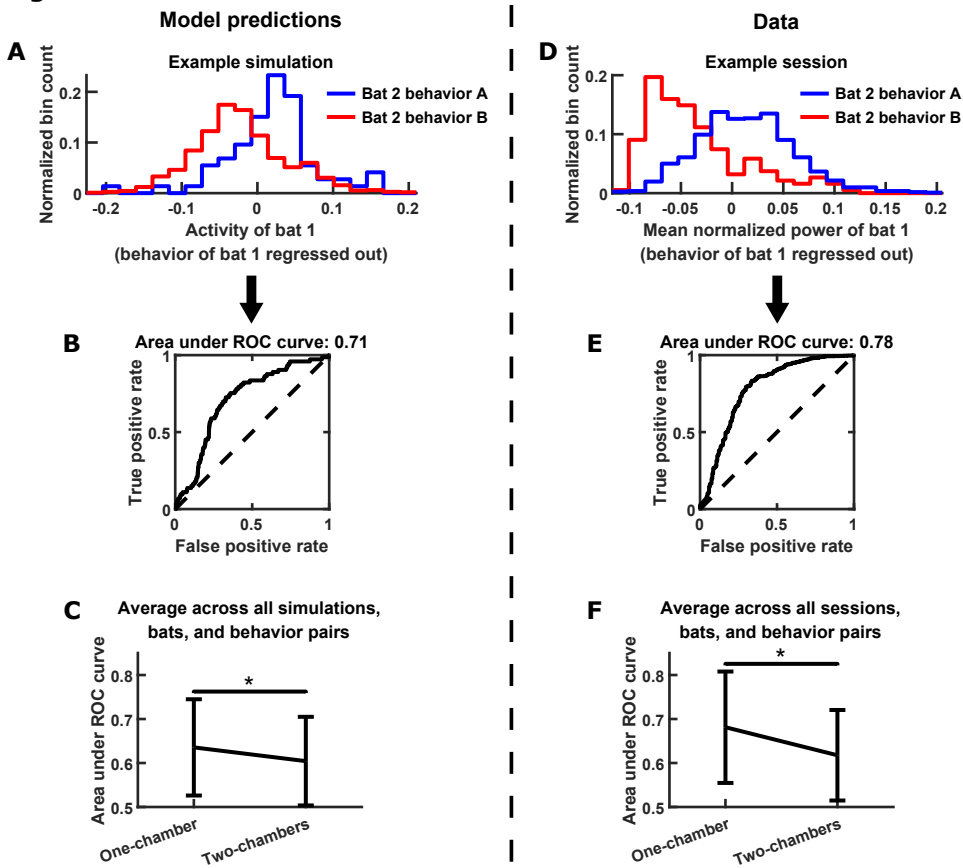 Model predictions
A
Example simulation
Normalized bin count
0.2
0.1
0
Bat 2 behavior A
Bat 2 behavior B
-0.2
-0.1
0
0.1
0.2
Activity of bat 1
(behavior of bat 1 regressed out)
B
Area under ROC curve: 0.71
True positive rate
1
0.5
0
0
0.5
1
False positive rate
C
Average across all simulations,
bats, and behavior pairs
Area under ROC curve
0.8
0.7
0.6
0.5
*
One-chamber
Two-chambers
Data
D
Example session
Normalized bin count
0.2
0.1
0
Bat 2 behavior A
Bat 2 behavior B
-0.1
-0.05
0
0.05
0.1
0.15
0.2
Mean normalized power of bat 1
(behavior of bat 1 regressed out)
E
Area under ROC curve: 0.78
True positive rate
1
0.5
0
0
0.5
1
False positive rate
F
Average across all sessions,
bats, and behavior pairs
Area under ROC curve
0.8
0.7
0.6
0.5
*
One-chamber
Two-chambers